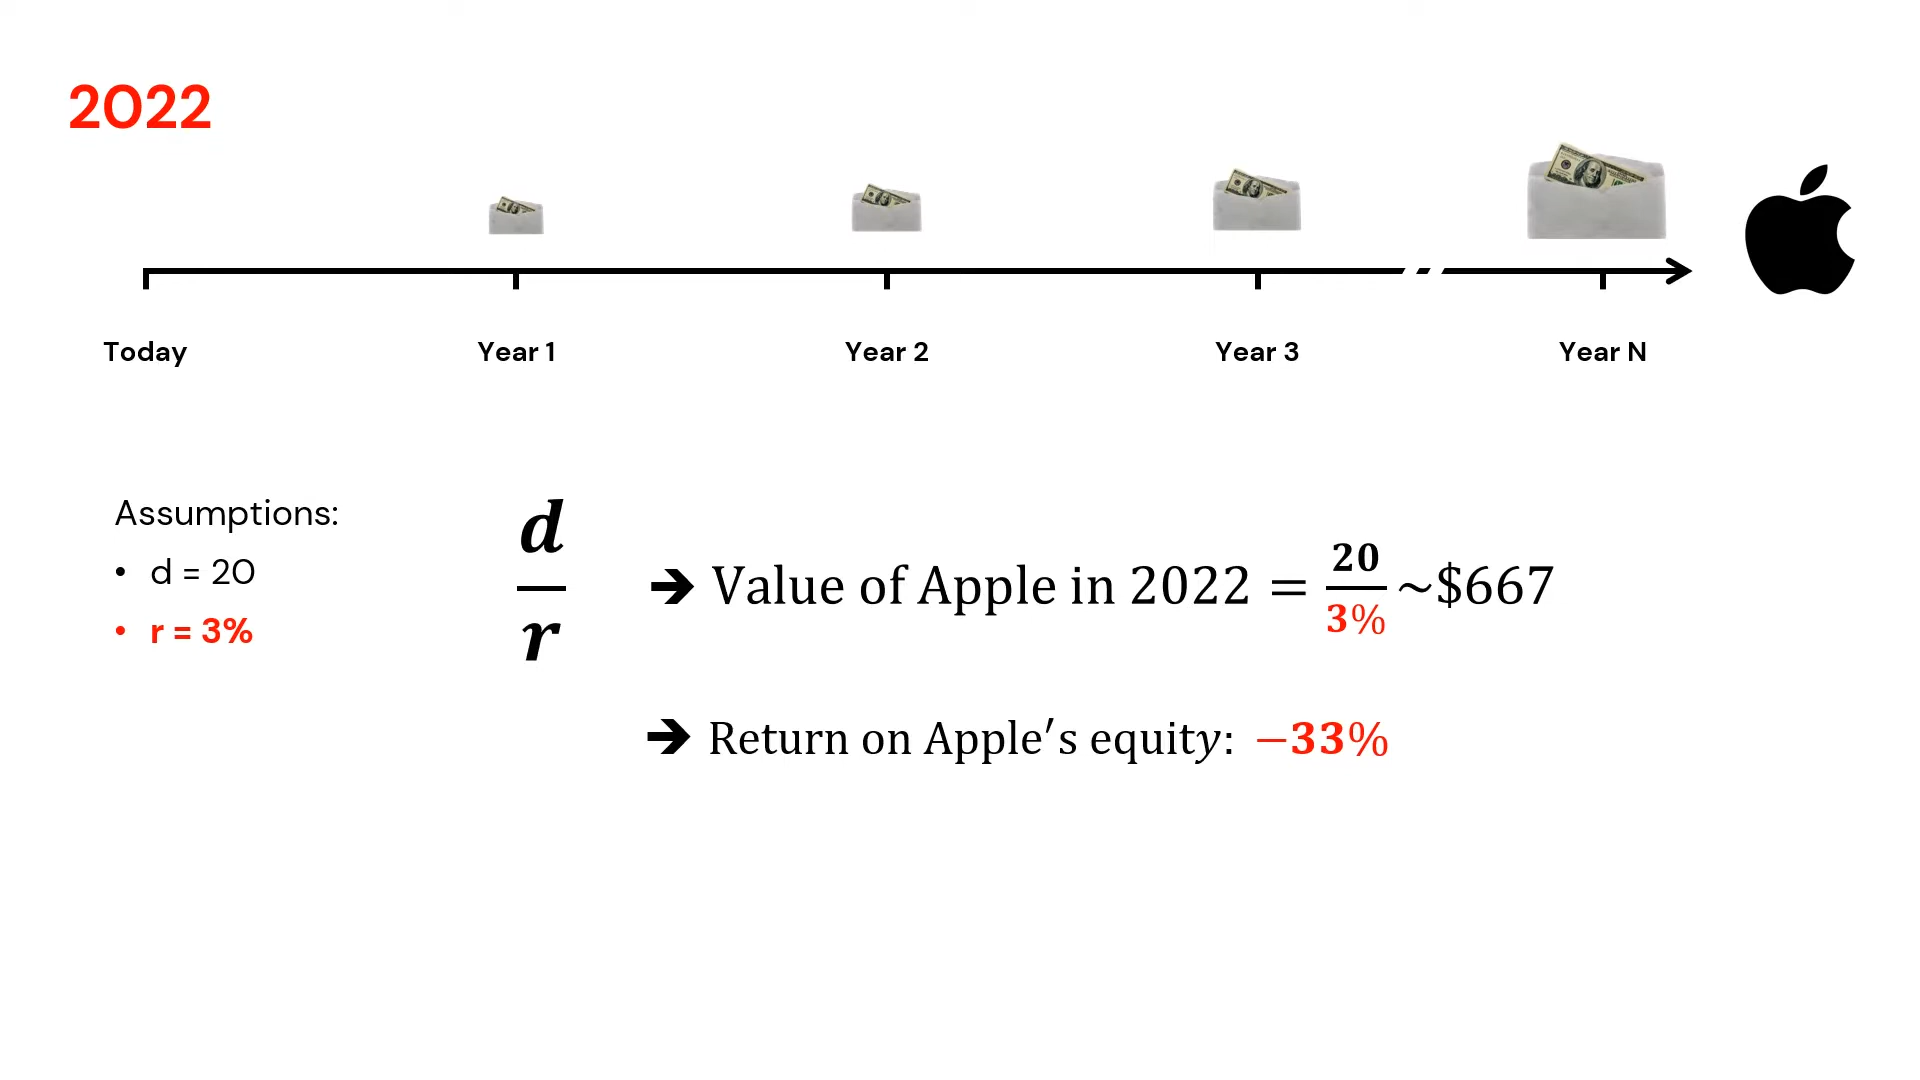 2022
Today
Year 1
Year 2
Year 3
Year N
Assumptions:
• d = 20
• r = 3%
d
r
➔ Value of Apple in 2022 = 20/3% ~$667
➔ Return on Apple′s equity: −33%